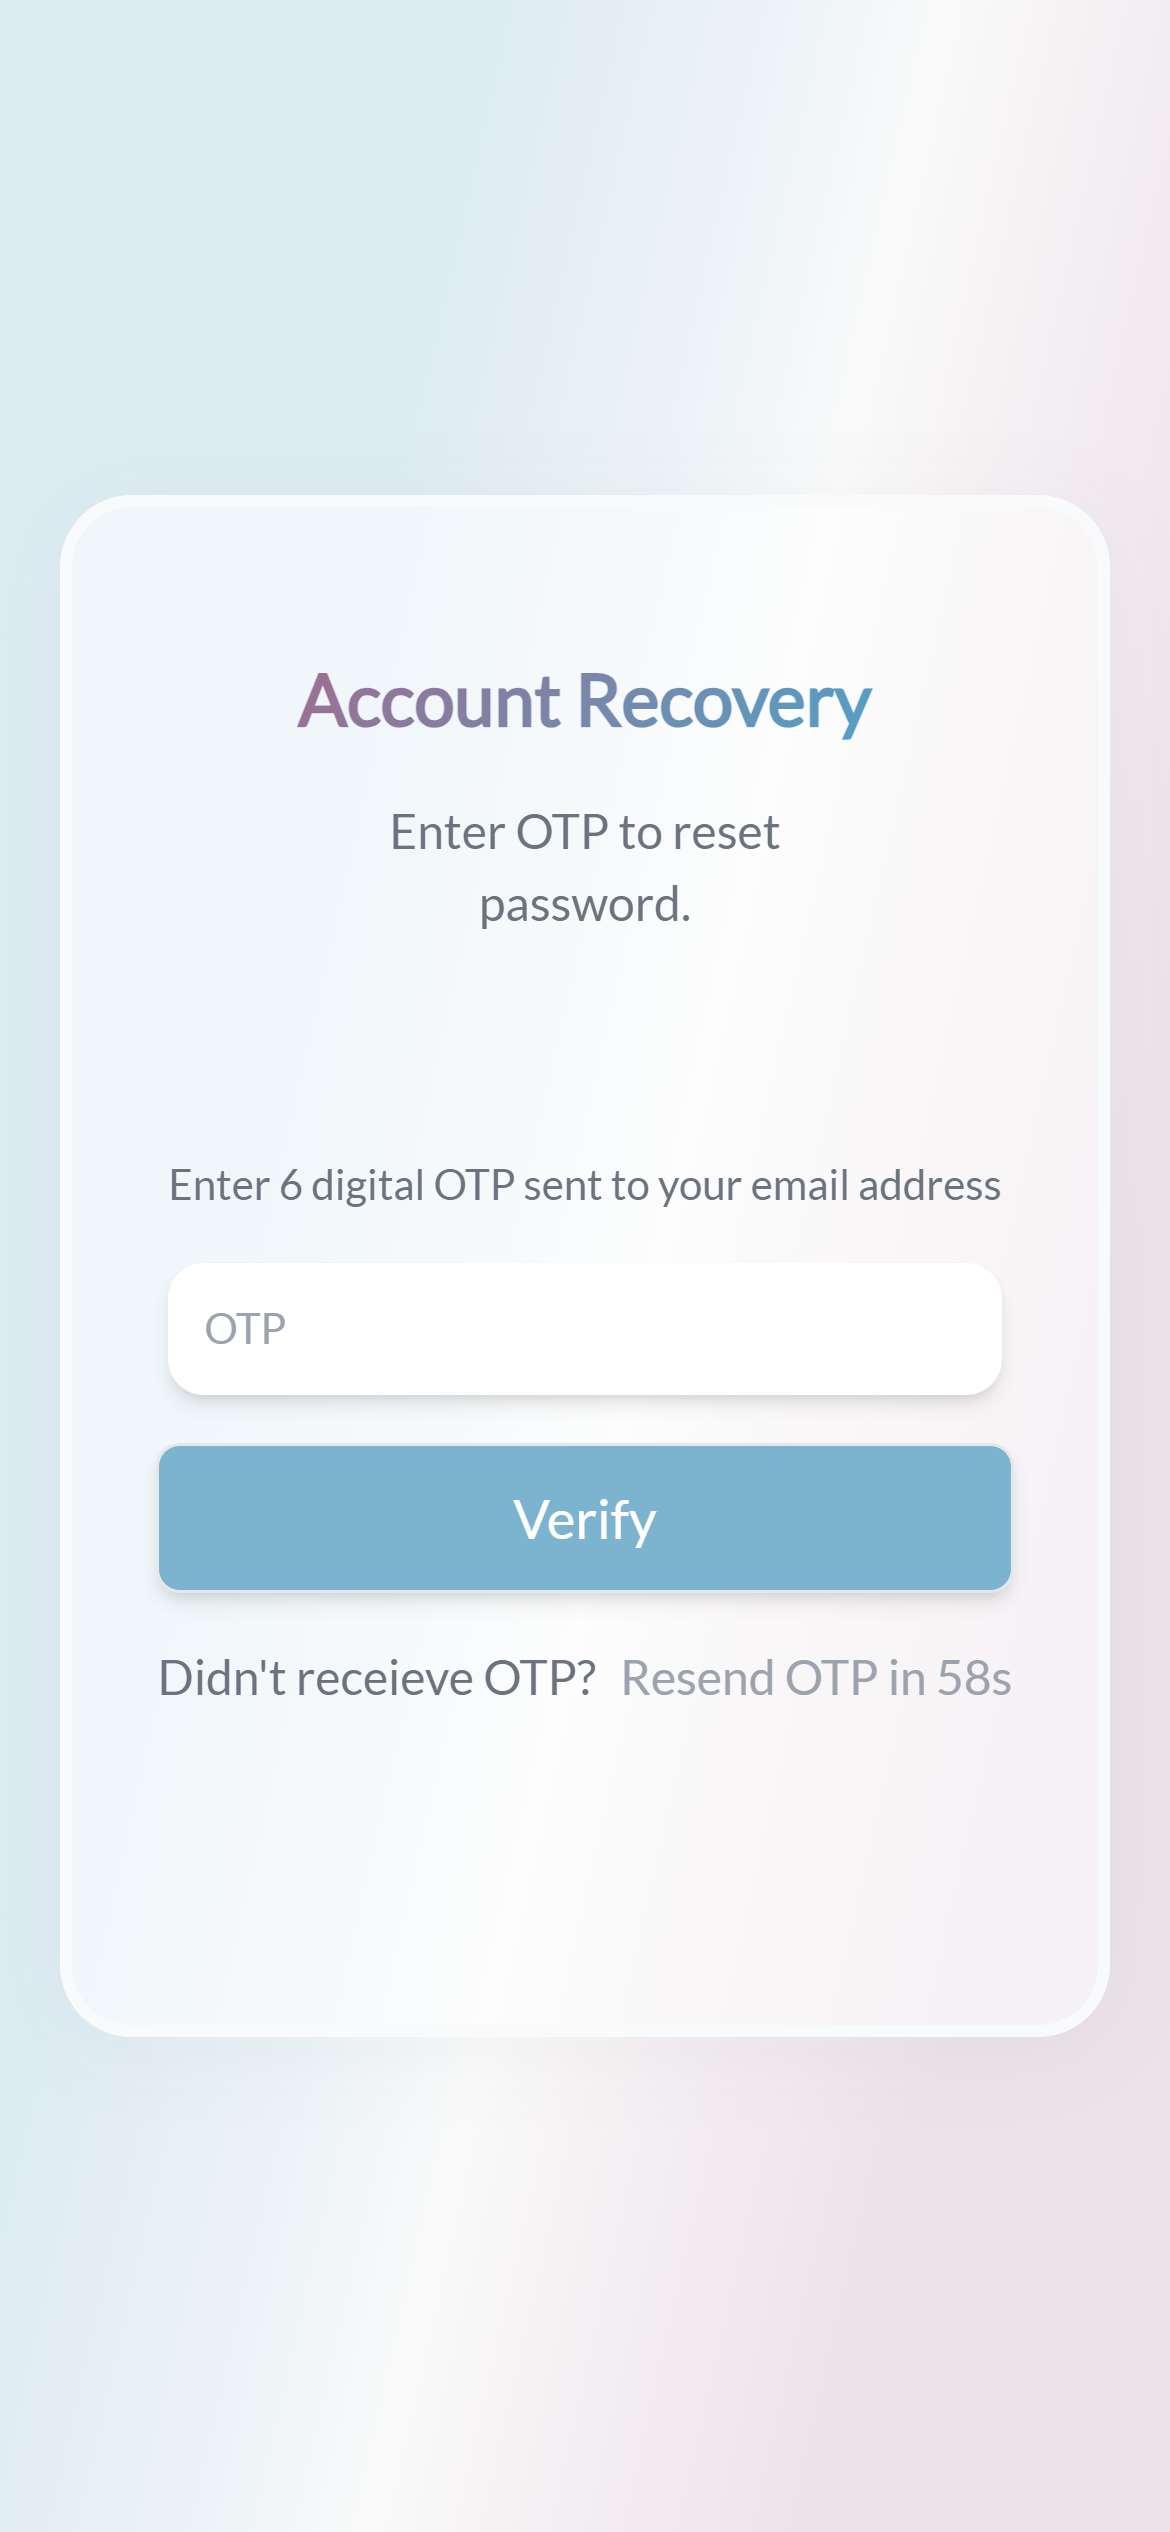 Account Recovery
Enter OTP to reset
password.
Enter 6 digital OTP sent to your email address
OTP
Verify
Didn't receieve OTP? Resend OTP in 58s